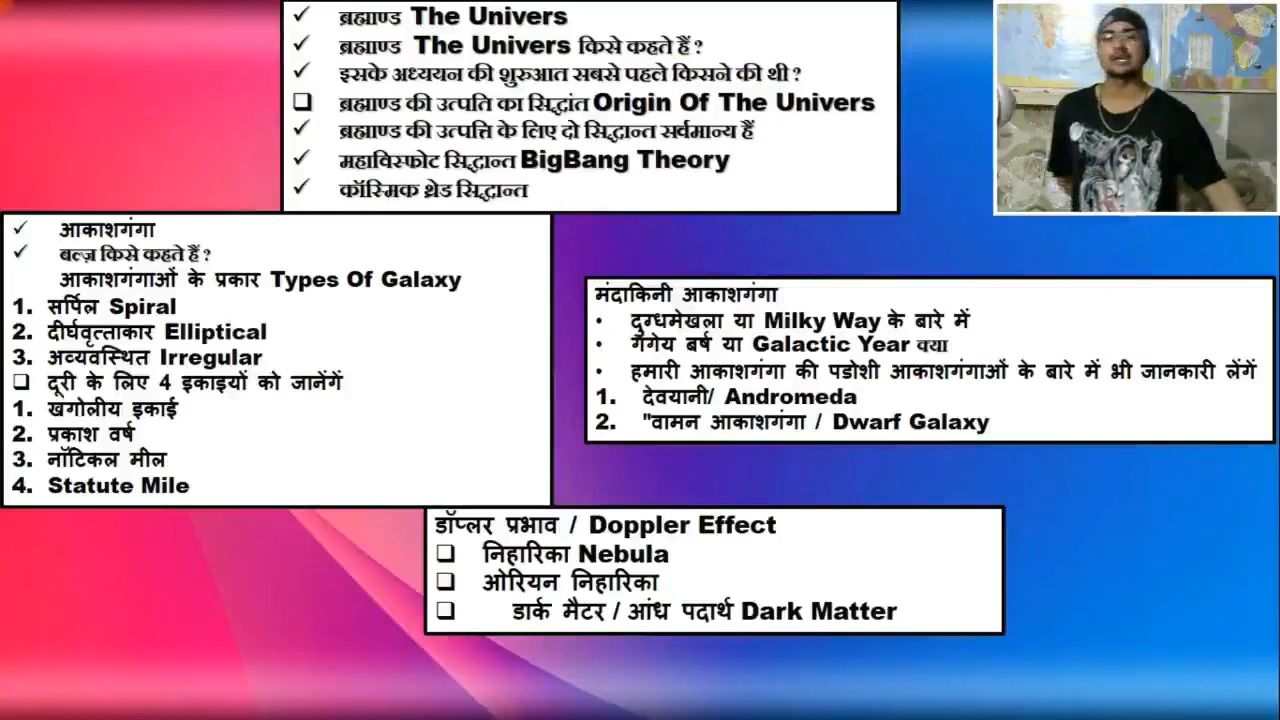 ब्रह्माण्ड The Univers
ब्रह्माण्ड The Univers किसे कहते हैं?
इसके अध्ययन की शुरुआत सबसे पहले किसने की थी?
ब्रह्माण्ड की उत्पति का सिद्धांत Origin Of The Univers
ब्रह्माण्ड की उत्पत्ति के लिए दो सिद्धान्त सर्वमान्य हैं
महाविस्फोट सिद्धान्त BigBang Theory
कॉस्मिक थ्रेड सिद्धान्त
आकाशगंगा
बल्ज़ किसे कहते हैं?
आकाशगंगाओं के प्रकार Types Of Galaxy
1. सर्पिल Spiral
2. दीर्घवृत्ताकार Elliptical
3. अव्यवस्थित Irregular
दूरी के लिए 4 इकाइयों को जानेंगें
1. खगोलीय इकाई
2. प्रकाश वर्ष
3. नॉटिकल मील
4. Statute Mile
मंदाकिनी आकाशगंगा
• दुग्धमेखला या Milky Way के बारे में
• गैगेय बर्ष या Galactic Year क्या
• हमारी आकाशगंगा की पडोशी आकाशगंगाओं के बारे में भी जानकारी लेंगें
1. देवयानी/ Andromeda
2. "वामन आकाशगंगा / Dwarf Galaxy
डॉप्लर प्रभाव / Doppler Effect
निहारिका Nebula
ओरियन निहारिका
डार्क मैटर / आंध पदार्थ Dark Matter